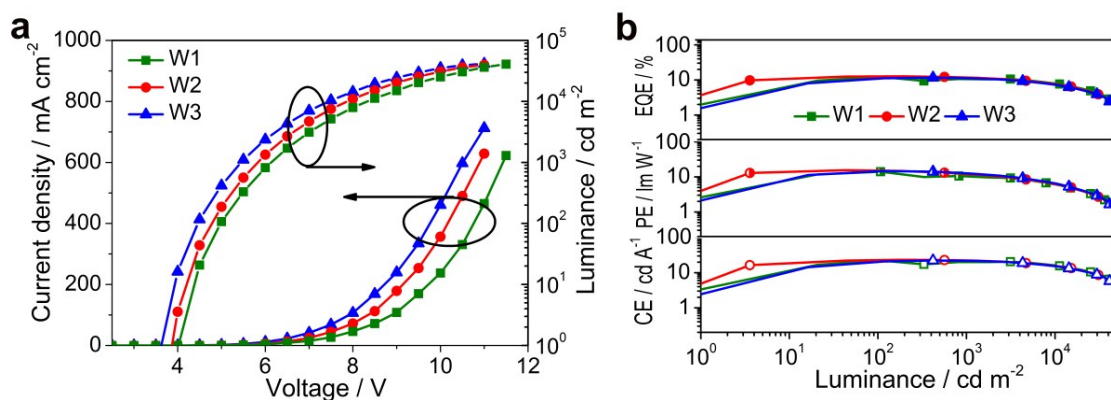 a
1000
800
600
400
200
0
Current density / mA cm⁻²
W1
W2
W3
4
6
8
10
12
Voltage / V
10⁵
10⁴
10³
10²
10¹
10⁰
Luminance / cd m⁻²
b
100
10
1
EQE / %
W1 W2 W3
100
10
1
PE / lm W⁻¹
100
10
1
CE / cd A⁻¹
10⁰ 10¹ 10² 10³ 10⁴
Luminance / cd m⁻²